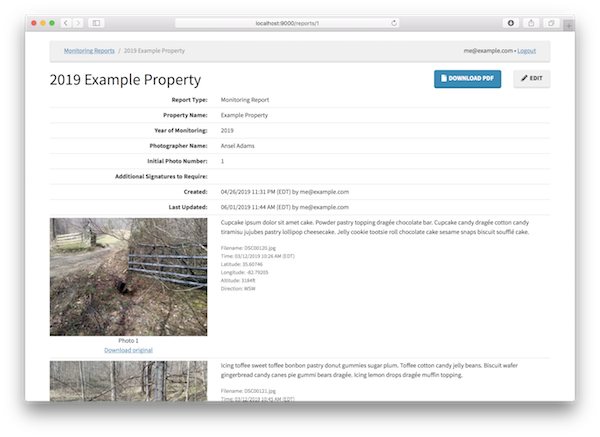 localhost:9000/reports/1
Monitoring Reports / 2019 Example Property
me@example.com • Logout
2019 Example Property
DOWNLOAD PDF
EDIT
Report Type: Monitoring Report
Property Name: Example Property
Year of Monitoring: 2019
Photographer Name: Ansel Adams
Initial Photo Number: 1
Additional Signatures to Require:
Created: 04/26/2019 11:31 PM (EDT) by me@example.com
Last Updated: 06/01/2019 11:44 AM (EDT) by me@example.com
Cupcake ipsum dolor sit amet cake. Powder pastry topping dragée chocolate bar. Cupcake candy dragée cotton candy
tiramisu jujubes pastry lollipop cheesecake. Jelly cookie tootsie roll chocolate cake sesame snaps biscuit soufflé cake.
Filename: DSC00120.jpg
Time: 03/12/2019 10:26 AM (EDT)
Latitude: 35.60746
Longitude: -82.79205
Altitude: 3184ft
Direction: WSW
Photo 1
Download original
Icing toffee sweet toffee bonbon pastry donut gummies sugar plum. Toffee cotton candy jelly beans. Biscuit wafer
gingerbread candy canes pie gummi bears dragée. Icing lemon drops dragée muffin topping.
Filename: DSC00121.jpg
Time: 03/12/2019 10:45 AM (EDT)